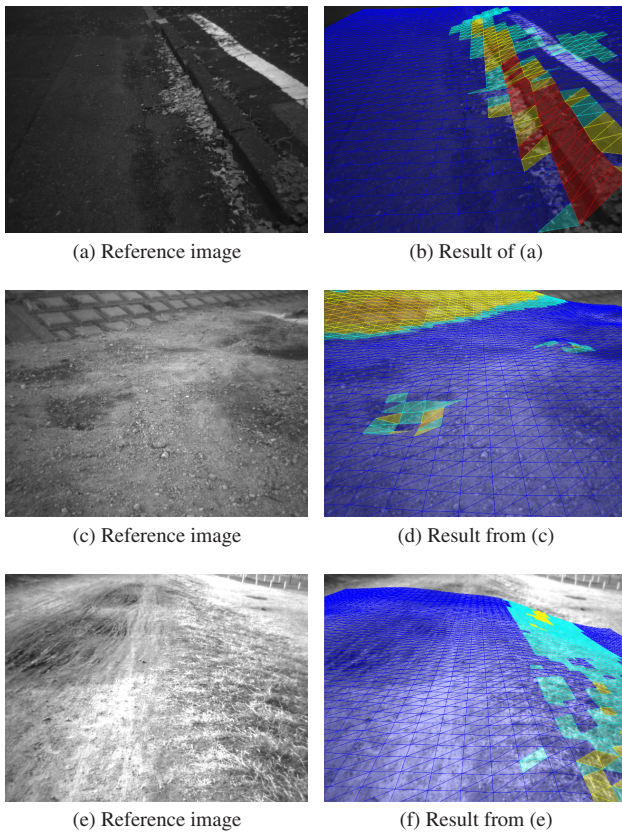 (a) Reference image
(b) Result of (a)
(c) Reference image
(d) Result from (c)
(e) Reference image
(f) Result from (e)